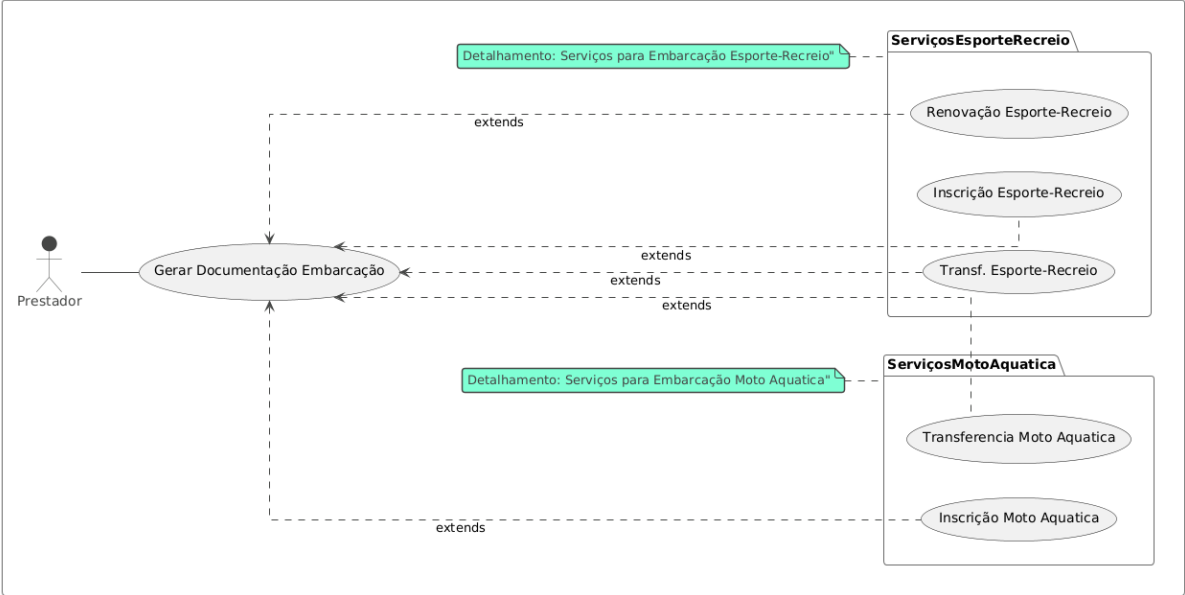 ServiçosEsporteRecreio
Detalhamento: Serviços para Embarcação Esporte-Recreio"
Renovação Esporte-Recreio
extends
Inscrição Esporte-Recreio
extends
Gerar Documentação Embarcação
Transf. Esporte-Recreio
extends
Prestador
extends
ServiçosMotoAquatica
Detalhamento: Serviços para Embarcação Moto Aquatica"
Transferencia Moto Aquatica
Inscrição Moto Aquatica
extends